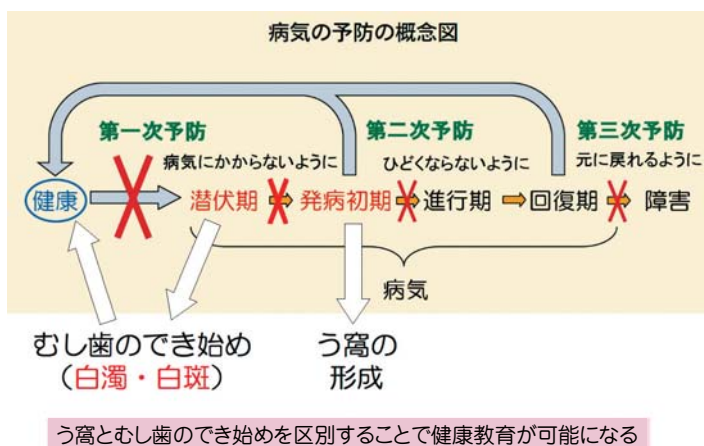 病気の予防の概念図
第一次予防
第二次予防
第三次予防
病気にかからないように
ひどくならないように
元に戻れるように
健康
潜伏期
発病初期
進行期
回復期
障害
病気
むし歯のでき始め
（白濁・白斑）
う窩の
形成
う窩とむし歯のでき始めを区別することで健康教育が可能になる